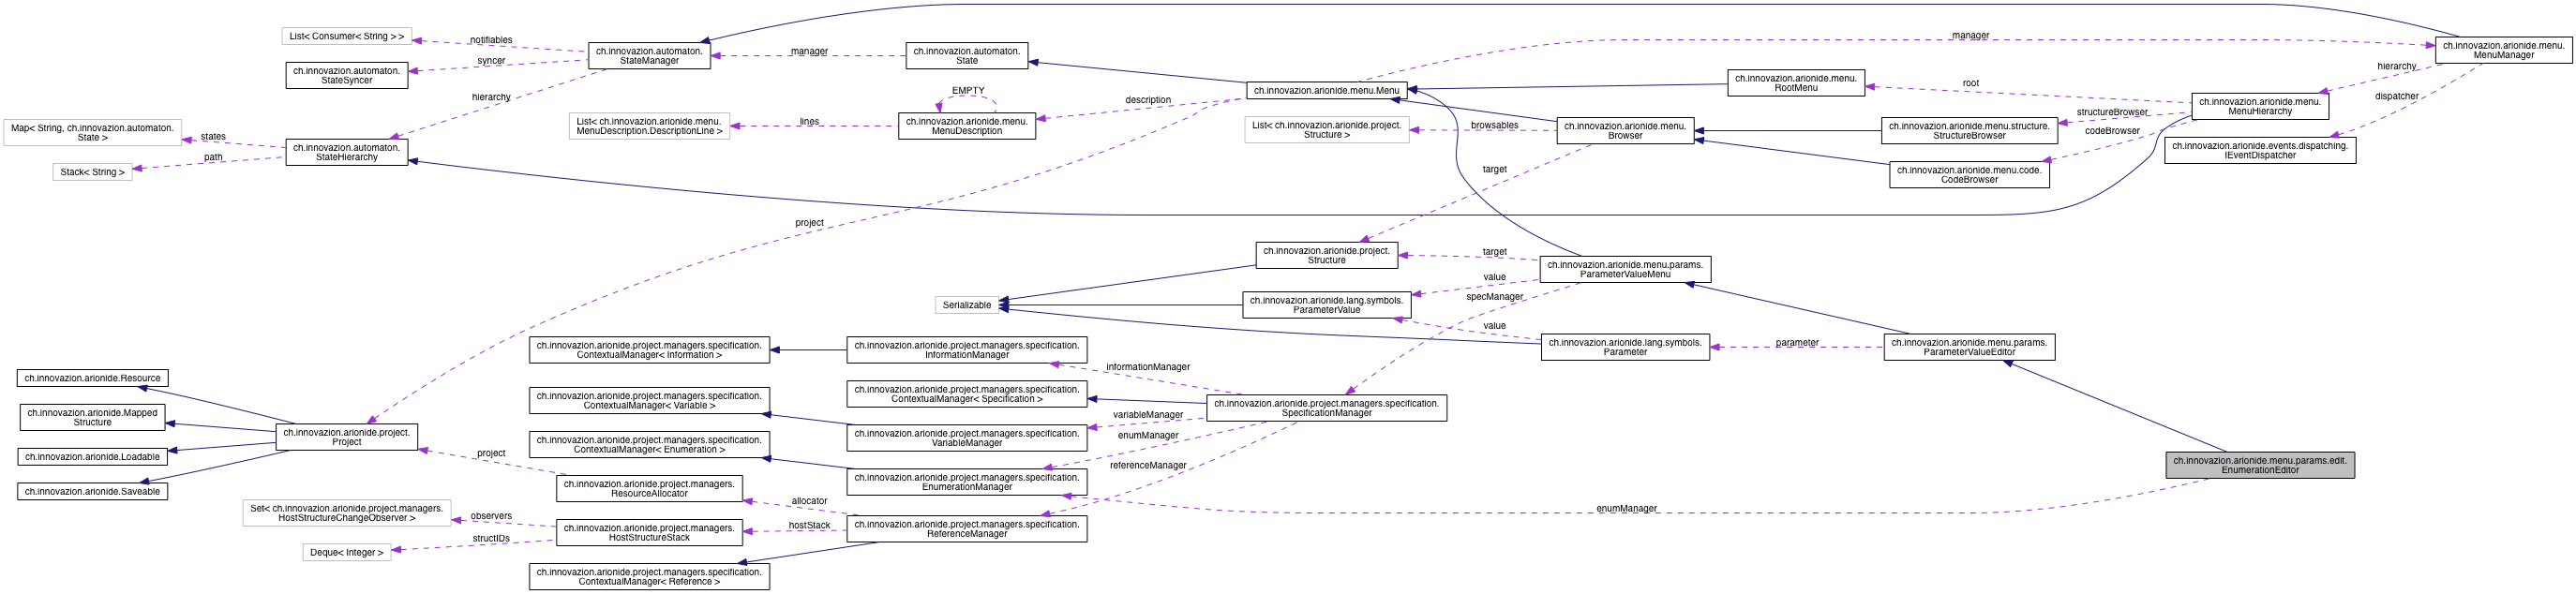 List< Consumer< String > >
notifiables
ch.innovazion.automaton.
StateManager
manager
ch.innovazion.automaton.
State
manager
ch.innovazion.arionide.menu.
MenuManager
syncer
ch.innovazion.automaton.
StateSyncer
hierarchy
ch.innovazion.arionide.menu.Menu
EMPTY
description
ch.innovazion.arionide.menu.
RootMenu
root
hierarchy
dispatcher
ch.innovazion.arionide.menu.
MenuHierarchy
Map< String, ch.innovazion.automaton.
State >
states
path
Stack< String >
ch.innovazion.automaton.
StateHierarchy
List< ch.innovazion.arionide.menu.
MenuDescription.DescriptionLine >
lines
ch.innovazion.arionide.menu.
MenuDescription
List< ch.innovazion.arionide.project.
Structure >
browsables
ch.innovazion.arionide.menu.
Browser
ch.innovazion.arionide.menu.structure.
StructureBrowser
structureBrowser
codeBrowser
ch.innovazion.arionide.events.dispatching.
IEventDispatcher
ch.innovazion.arionide.menu.code.
CodeBrowser
target
project
ch.innovazion.arionide.project.
Structure
target
ch.innovazion.arionide.menu.params.
ParameterValueMenu
value
specManager
Serializable
ch.innovazion.arionide.lang.symbols.
ParameterValue
value
ch.innovazion.arionide.lang.symbols.
Parameter
parameter
ch.innovazion.arionide.menu.params.
ParameterValueEditor
ch.innovazion.arionide.project.managers.specification.
ContextualManager< Information >
ch.innovazion.arionide.project.managers.specification.
InformationManager
informationManager
ch.innovazion.arionide.Resource
ch.innovazion.arionide.project.managers.specification.
ContextualManager< Variable >
ch.innovazion.arionide.project.managers.specification.
ContextualManager< Specification >
ch.innovazion.arionide.project.managers.specification.
SpecificationManager
ch.innovazion.arionide.Mapped
Structure
variableManager
ch.innovazion.arionide.project.
Project
ch.innovazion.arionide.project.managers.specification.
VariableManager
enumManager
ch.innovazion.arionide.project.managers.specification.
ContextualManager< Enumeration >
ch.innovazion.arionide.Loadable
project
referenceManager
ch.innovazion.arionide.menu.params.edit.
EnumerationEditor
ch.innovazion.arionide.Saveable
ch.innovazion.arionide.project.managers.
ResourceAllocator
ch.innovazion.arionide.project.managers.specification.
EnumerationManager
allocator
enumManager
Set< ch.innovazion.arionide.project.managers.
HostStructureChangeObserver >
observers
ch.innovazion.arionide.project.managers.
HostStructureStack
hostStack
ch.innovazion.arionide.project.managers.specification.
ReferenceManager
structIDs
Deque< Integer >
ch.innovazion.arionide.project.managers.specification.
ContextualManager< Reference >